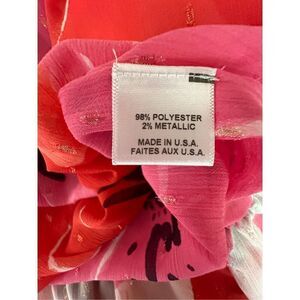 98% POLYESTER
2% METALLIC
MADE IN U.S.A.
FAITES AUX U.S.A.